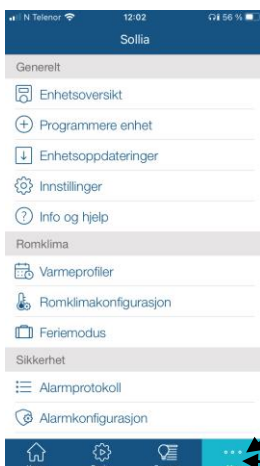 N Telenor 12:02 56 %
Sollia
Generelt
Enhetsoversikt
Programmere enhet
Enhetsoppdateringer
Innstillinger
Info og hjelp
Romklima
Varmeprofiler
Romklimakonfigurasjon
Feriemodus
Sikkerhet
Alarmprotokoll
Alarmkonfigurasjon